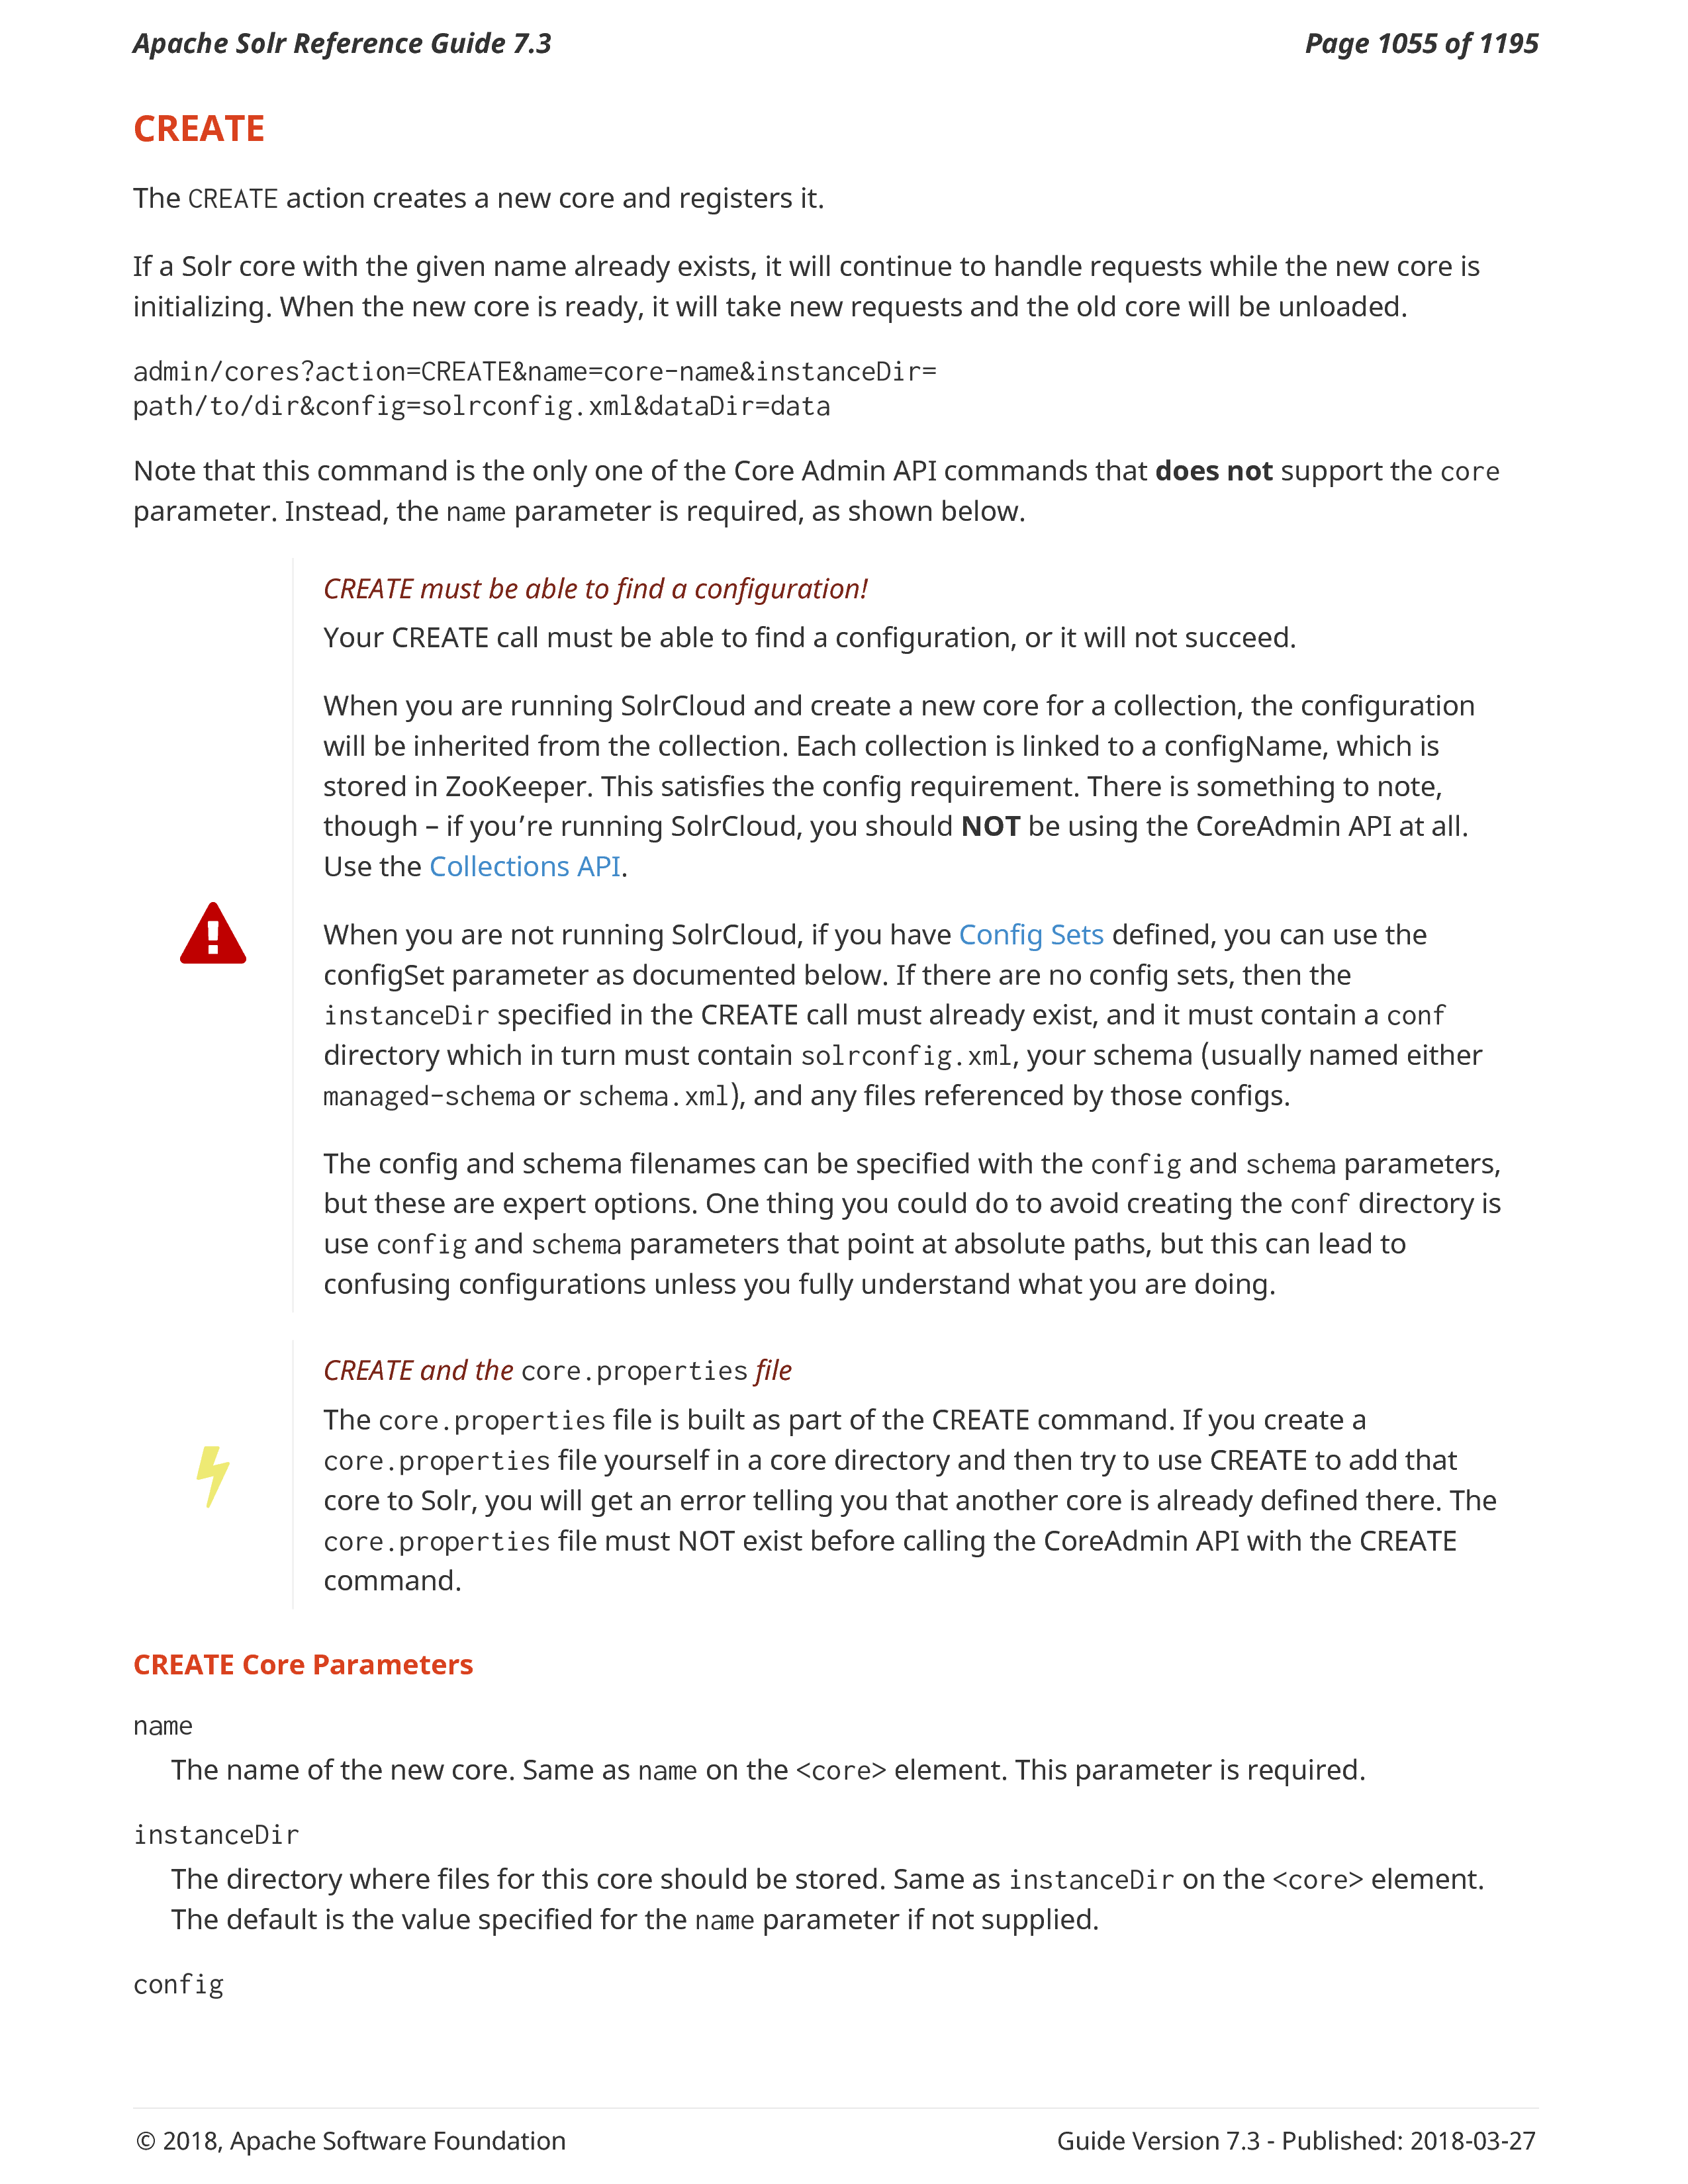 Apache Solr Reference Guide 7.3
Page 1055 of 1195
CREATE
The CREATE action creates a new core and registers it.
If a Solr core with the given name already exists, it will continue to handle requests while the new core is
initializing. When the new core is ready, it will take new requests and the old core will be unloaded.
admin/cores?action=CREATE&name=core-name&instanceDir=
path/to/dir&config=solrconfig.xml&dataDir=data
Note that this command is the only one of the Core Admin API commands that does not support the core
parameter. Instead, the name parameter is required, as shown below.
CREATE must be able to find a configuration!
Your CREATE call must be able to find a configuration, or it will not succeed.
When you are running SolrCloud and create a new core for a collection, the configuration
will be inherited from the collection. Each collection is linked to a configName, which is
stored in ZooKeeper. This satisfies the config requirement. There is something to note,
though – if you’re running SolrCloud, you should NOT be using the CoreAdmin API at all.
Use the Collections API.
When you are not running SolrCloud, if you have Config Sets defined, you can use the
configSet parameter as documented below. If there are no config sets, then the
instanceDir specified in the CREATE call must already exist, and it must contain a conf
directory which in turn must contain solrconfig.xml, your schema (usually named either
managed-schema or schema.xml), and any files referenced by those configs.
The config and schema filenames can be specified with the config and schema parameters,
but these are expert options. One thing you could do to avoid creating the conf directory is
use config and schema parameters that point at absolute paths, but this can lead to
confusing configurations unless you fully understand what you are doing.
CREATE and the core.properties file
The core.properties file is built as part of the CREATE command. If you create a
core.properties file yourself in a core directory and then try to use CREATE to add that
core to Solr, you will get an error telling you that another core is already defined there. The
core.properties file must NOT exist before calling the CoreAdmin API with the CREATE
command.
CREATE Core Parameters
name
The name of the new core. Same as name on the <core> element. This parameter is required.
instanceDir
The directory where files for this core should be stored. Same as instanceDir on the <core> element.
The default is the value specified for the name parameter if not supplied.
config
© 2018, Apache Software Foundation
Guide Version 7.3 - Published: 2018-03-27